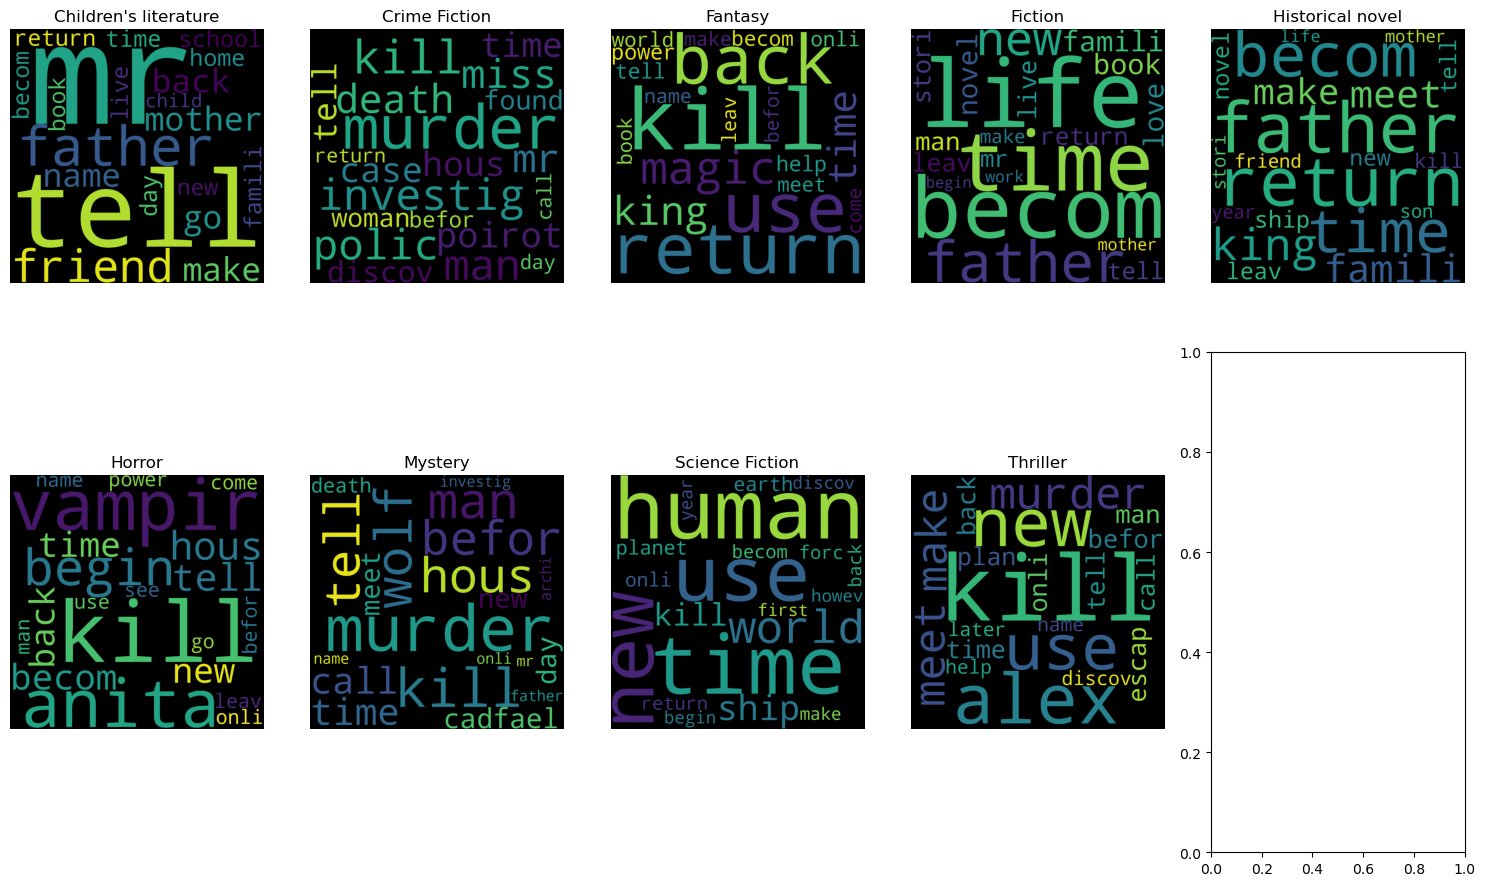 Children's literature
return time school
mr
home
becom book live back
child
mother
father
name day new famili
go
tell
friend make
Crime Fiction
kill time
miss
tell death found
murder
return case hous mr
investig call
woman befor
polic poirot
discov man day
Fantasy
world make becom onli
power back
tell
name
kill leav befor time
book
magic help
meet
king use come
return
Fiction
stori novel new famili
life live book love
man time
make return
leav mr work
begin
becom
mother
father tell
Historical novel
life mother
novel becom tell
make meet
father
stori friend new kill
return
year ship son
king time
leav famili
Horror
name power come
vampir
time hous
begin tell
see
use
man back kill befor
go
becom new
anita leav
onli
Mystery
death investig
man
tell wolf befor
meet hous archi
new
murder
name onli mr day
call kill father
time cadfael
Science Fiction
human earth discov
year
planet becom forc back
onli use howev
first
kill world
new time
return ship make
begin
Thriller
make back murder
new man
befor
plan onli tell call
kill
meet later name
time use escap
help discov
alex
1.0
0.8
0.6
0.4
0.2
0.0
0.0 0.2 0.4 0.6 0.8 1.0